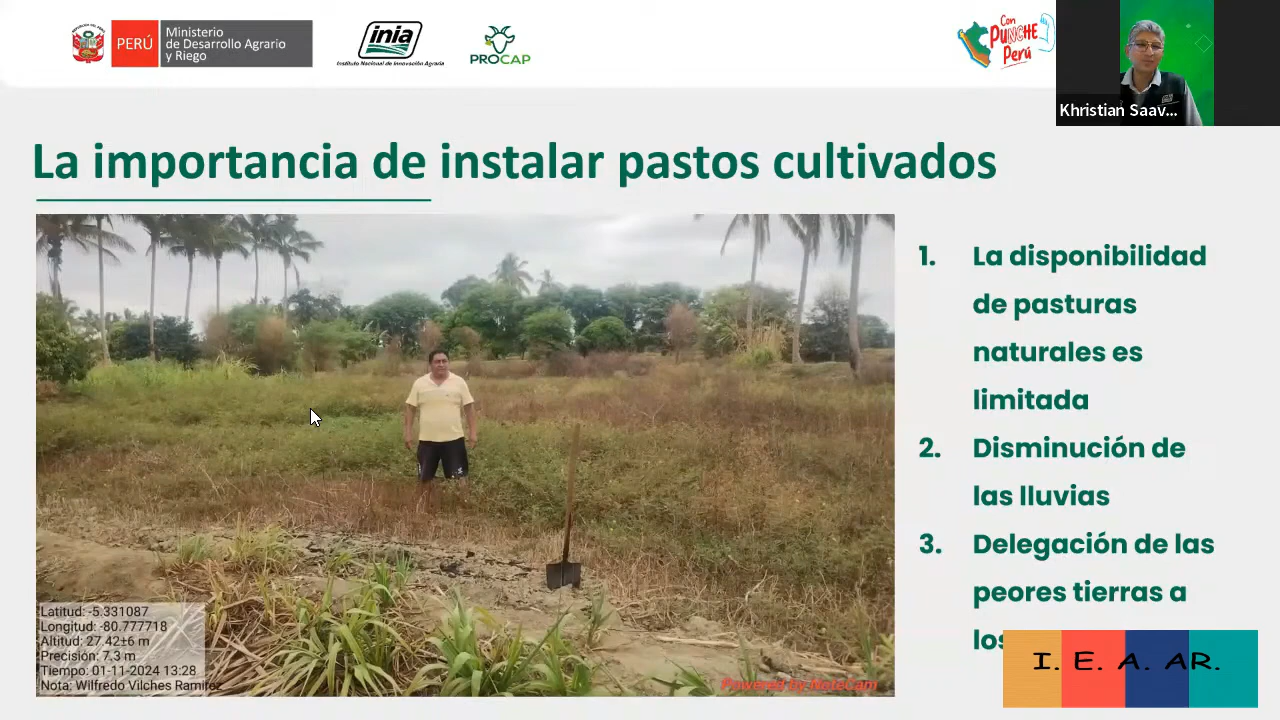 PERÚ
Ministerio
de Desarrollo Agrario
y Riego
inia
Instituto Nacional de Innovación Agraria
PROCAP
Con
PUNCHE
Perú
Khristian Saav...
La importancia de instalar pastos cultivados
1. La disponibilidad
de pasturas
naturales es
limitada
2. Disminución de
las lluvias
3. Delegación de las
peores tierras a
los
Latitud: -5.331087
Longitud: -80.777718
Altitud: 27.42±6 m
Precisión: 7.3 m
Tiempo: 01-11-2024 13:28
Nota: Wilfredo Vilches Ramirez
Powered by NoteCam
I. E. A. AR.